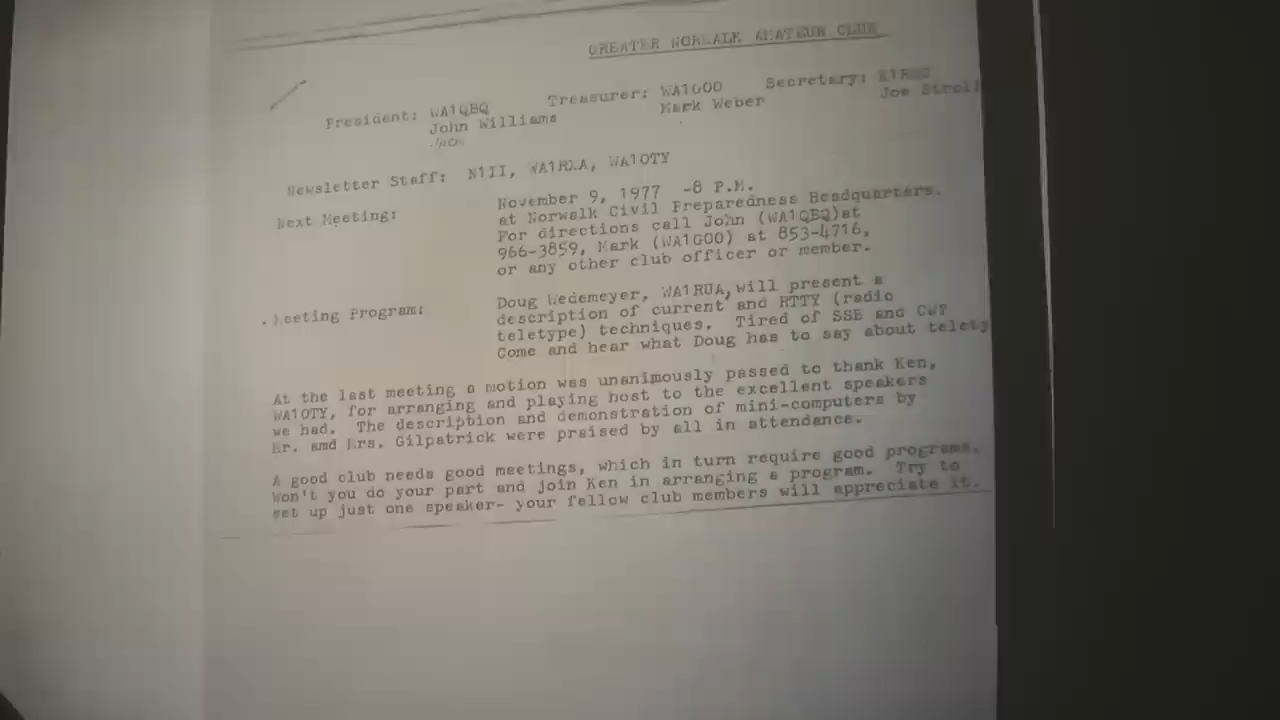 GREATER NORWALK AMATEUR CLUB
President: WA1QBQ Treasurer: WA1GOO Secretary:
John Williams Mark Weber Joe Stroll
Newsletter Staff: N1II, WA1RXA, WA1OTY
Next Meeting: November 9, 1977 -8 P.M.
at Norwalk Civil Preparedness Headquarters.
For directions call John (WA1QBQ)at
966-3859, Mark (WA1GOO) at 853-4716,
or any other club officer or member.
Meeting Program: Doug Wedemeyer, WA1RUA, will present a
description of current and RTTY (radio
teletype) techniques. Tired of SSB and CW?
Come and hear what Doug has to say about telety
At the last meeting a motion was unanimously passed to thank Ken,
WA1OTY, for arranging and playing host to the excellent speakers
we had. The description and demonstration of mini-computers by
Mr. amd Mrs. Gilpatrick were praised by all in attendance.
A good club needs good meetings, which in turn require good programs.
Won't you do your part and join Ken in arranging a program. Try to
set up just one speaker- your fellow club members will appreciate it.